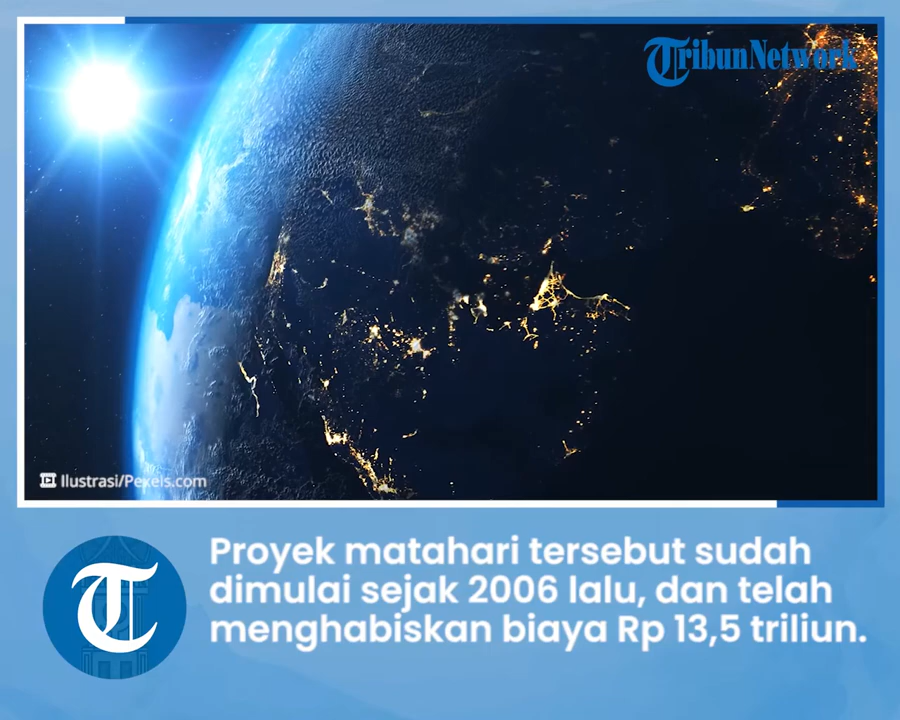 TribunNetwork
Ilustrasi/Pexels.com
T
Proyek matahari tersebut sudah
dimulai sejak 2006 lalu, dan telah
menghabiskan biaya Rp 13,5 triliun.